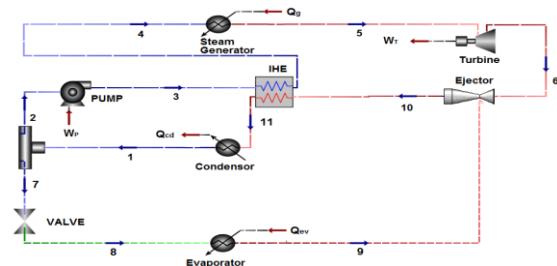 4
Qg
5
Steam
Generator
WT
Turbine
IHE
Ejector
6
PUMP
3
10
2
WP
11
Qcd
1
Condensor
7
VALVE
Qev
8
9
Evaporator